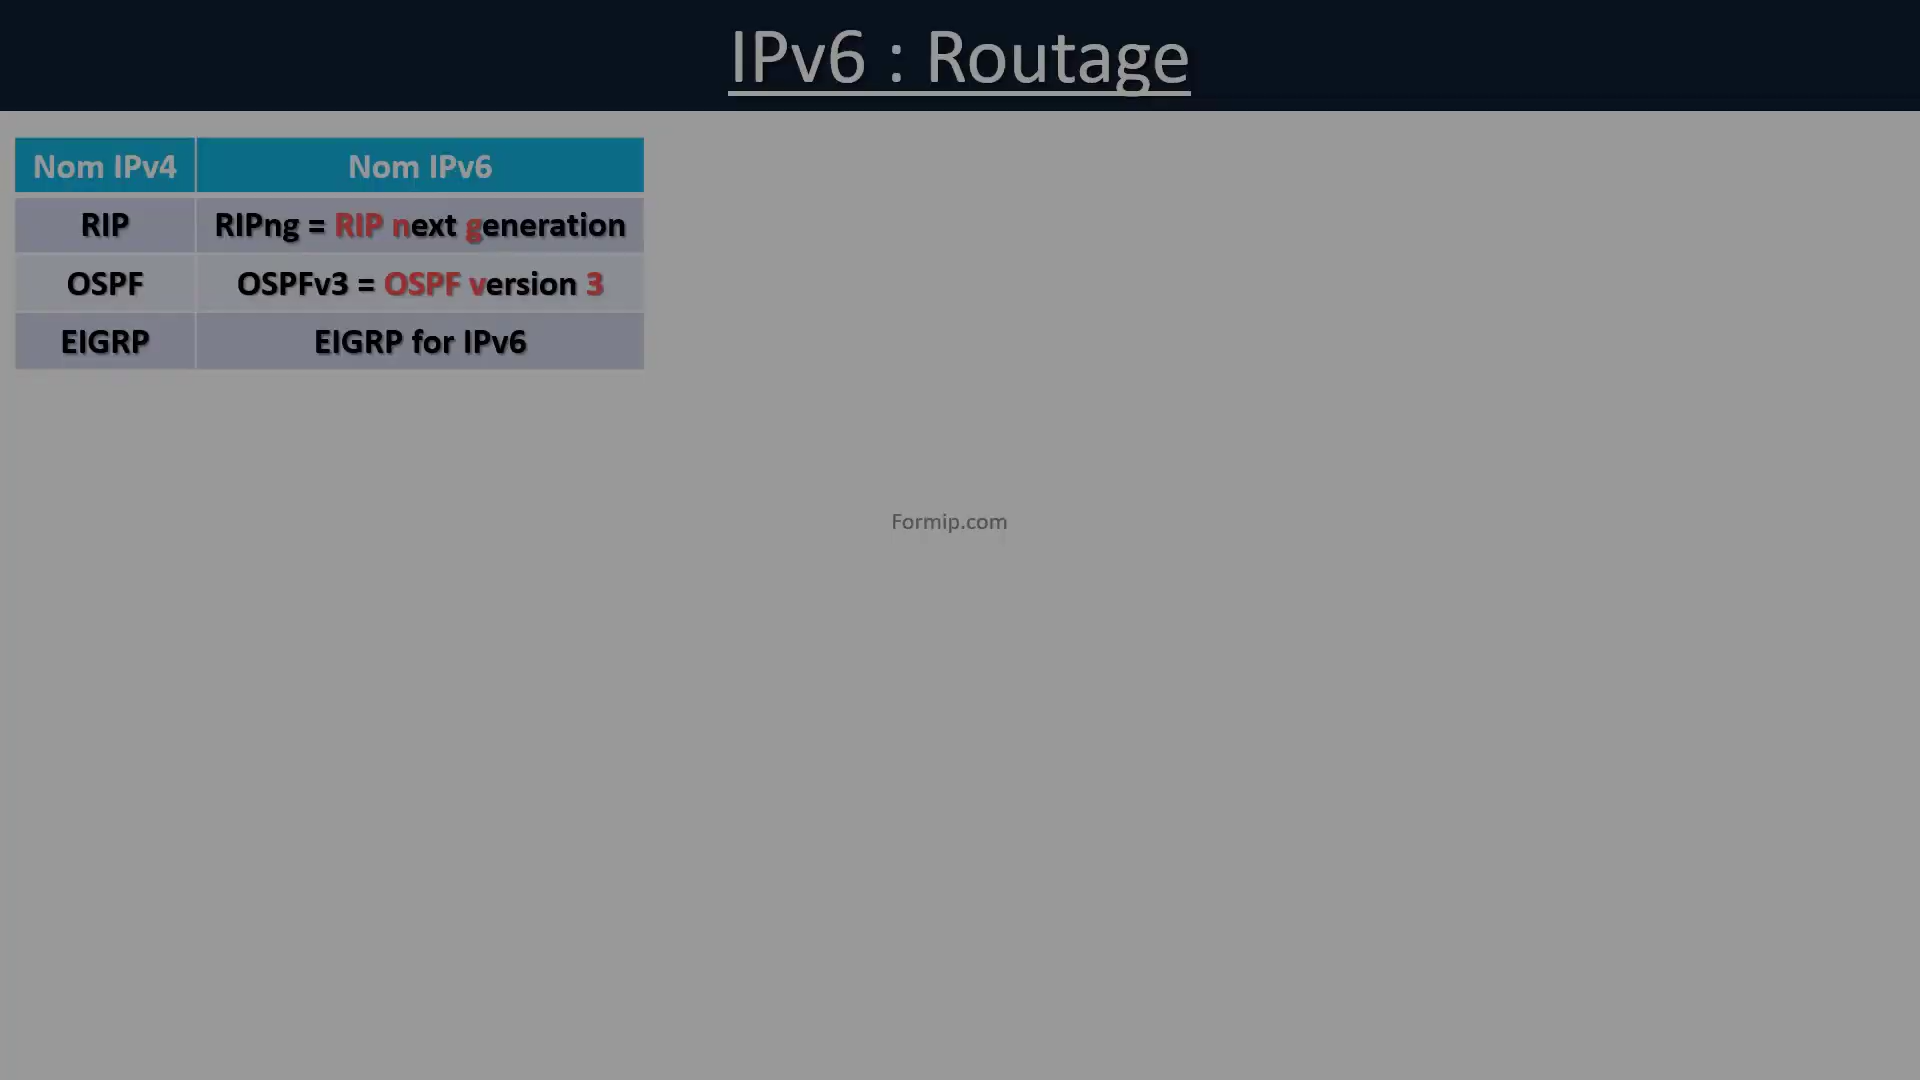 IPv6 : Routage
Nom IPv4 Nom IPv6
RIP RIPng = RIP next generation
OSPF OSPFv3 = OSPF version 3
EIGRP EIGRP for IPv6
Formip.com